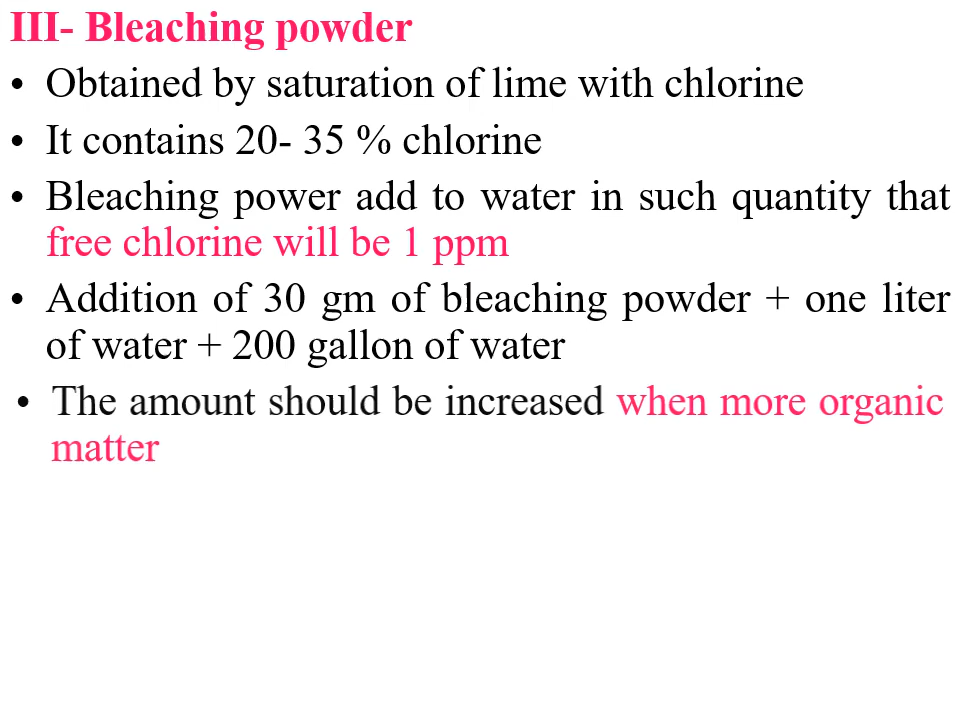 III- Bleaching powder
• Obtained by saturation of lime with chlorine
• It contains 20- 35 % chlorine
• Bleaching power add to water in such quantity that
free chlorine will be 1 ppm
• Addition of 30 gm of bleaching powder + one liter
of water + 200 gallon of water
• The amount should be increased when more organic
matter